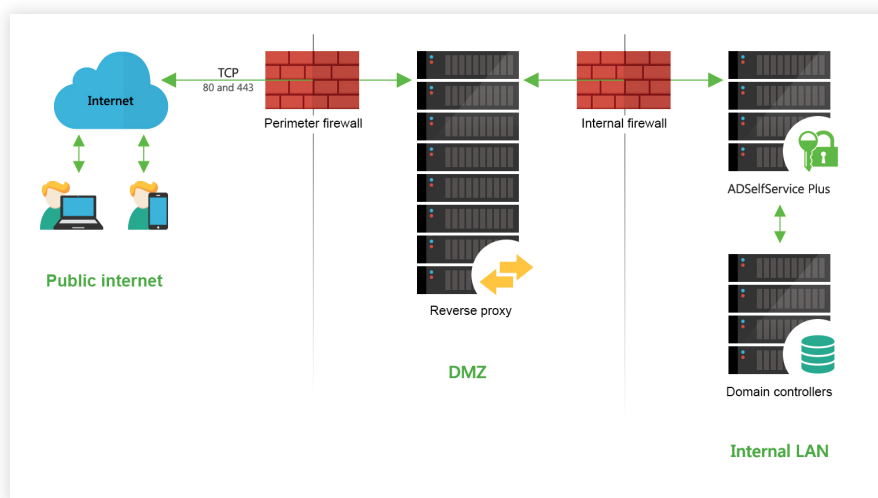 Internet
TCP
80 and 443
Perimeter firewall
Internal firewall
ADSelfService Plus
Public internet
Reverse proxy
DMZ
Domain controllers
Internal LAN